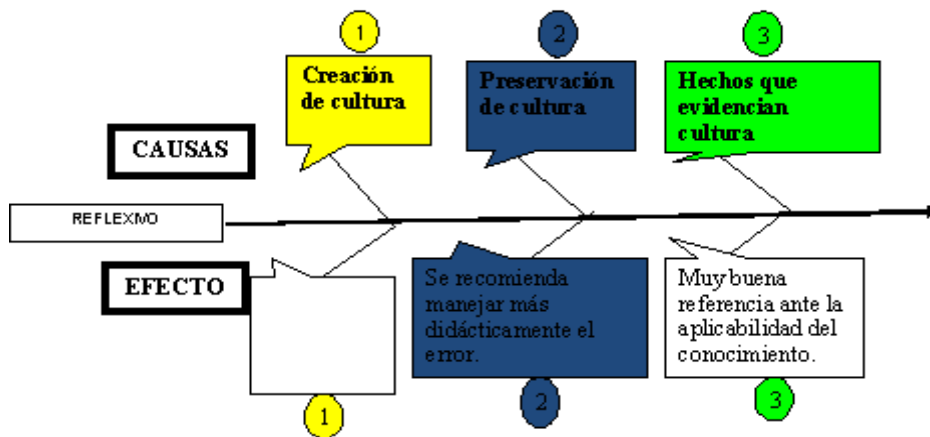 1
2
3
Creación
de cultura
Preservación
de cultura
Hechos que
evidencian
cultura
CAUSAS
REFLEXIVO
EFECTO
Se recomienda
manejar más
didácticamente el
error.
Muy buena
referencia ante la
aplicabilidad del
conocimiento.
1
2
3